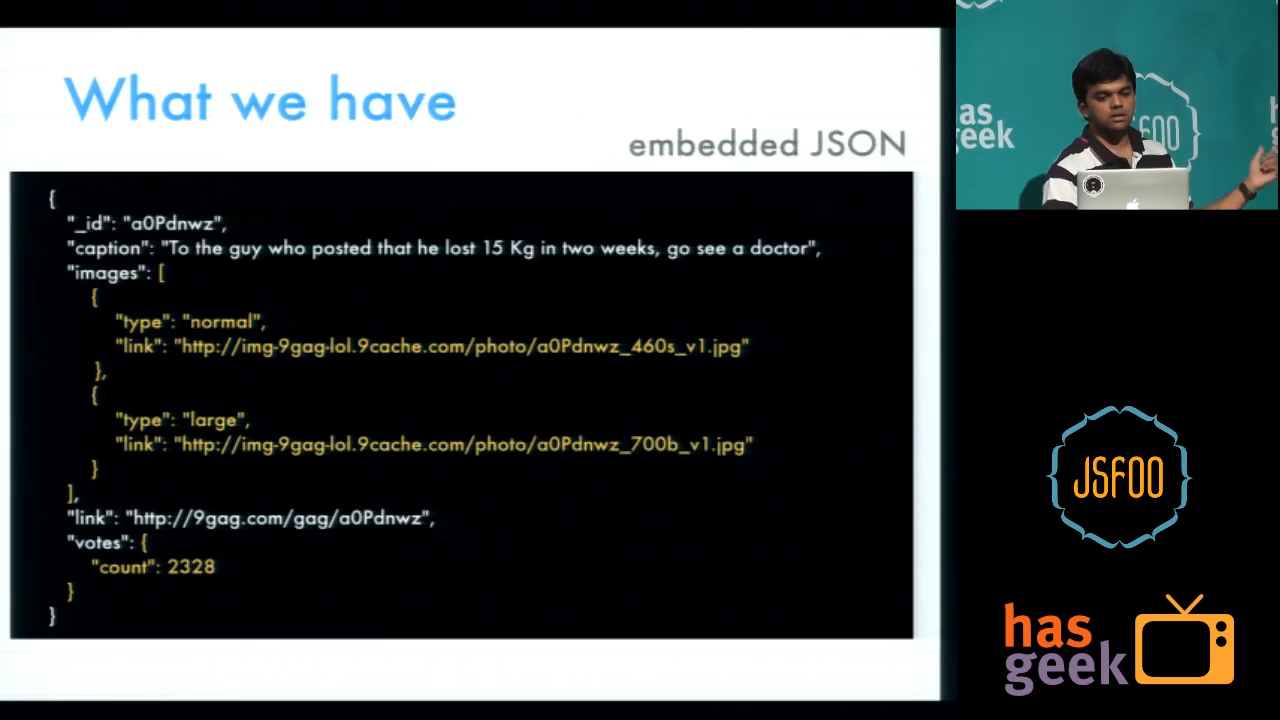 What we have
embedded JSON
{
"_id": "a0Pdnwz",
"caption": "To the guy who posted that he lost 15 Kg in two weeks, go see a doctor",
"images": [
{
"type": "normal",
"link": "http://img-9gag-lol.9cache.com/photo/a0Pdnwz_460s_v1.jpg"
},
{
"type": "large",
"link": "http://img-9gag-lol.9cache.com/photo/a0Pdnwz_700b_v1.jpg"
}
],
"link": "http://9gag.com/gag/a0Pdnwz",
"votes": {
"count": 2328
}
}
as
geek
FOO
h
g
JSFOO
has
geek